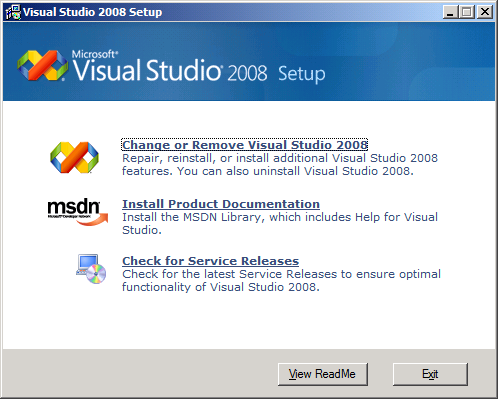 Visual Studio 2008 Setup
Microsoft®
Visual Studio® 2008 Setup
Change or Remove Visual Studio 2008
Repair, reinstall, or install additional Visual Studio 2008
features. You can also uninstall Visual Studio 2008.
msdn
Microsoft Developer Network
Install Product Documentation
Install the MSDN Library, which includes Help for Visual
Studio.
Check for Service Releases
Check for the latest Service Releases to ensure optimal
functionality of Visual Studio 2008.
View ReadMe
Exit